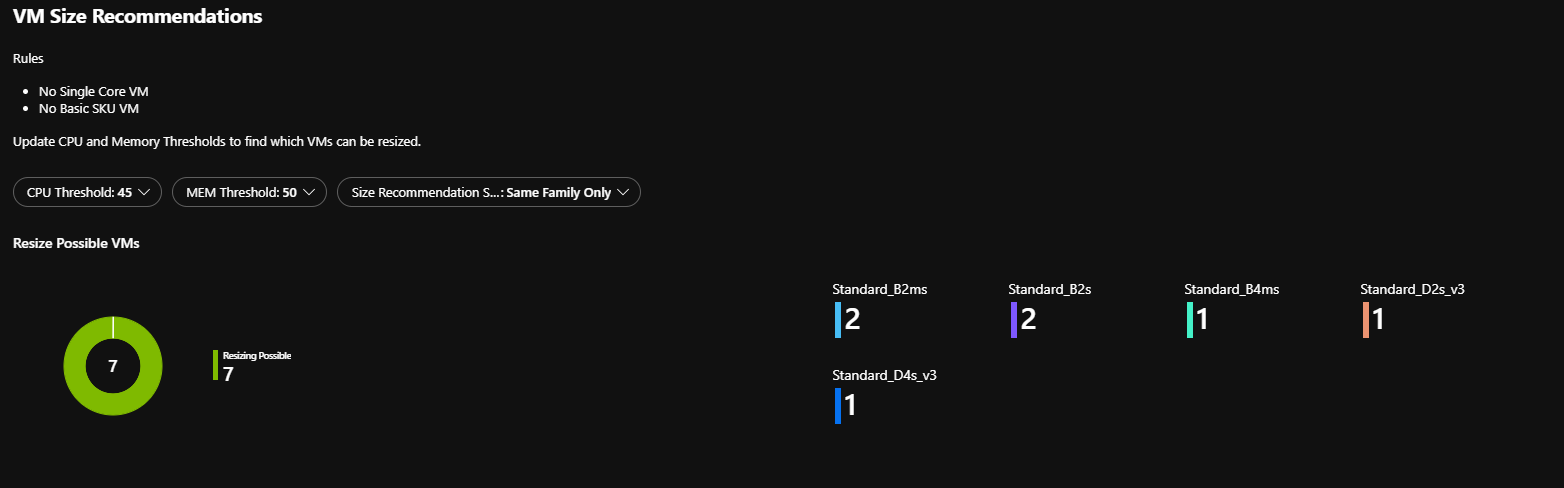 VM Size Recommendations
Rules
• No Single Core VM
• No Basic SKU VM
Update CPU and Memory Thresholds to find which VMs can be resized.
CPU Threshold: 45
MEM Threshold: 50
Size Recommendation S...: Same Family Only
Resize Possible VMs
7
Resizing Possible
7
Standard_B2ms
2
Standard_B2s
2
Standard_B4ms
1
Standard_D2s_v3
1
Standard_D4s_v3
1